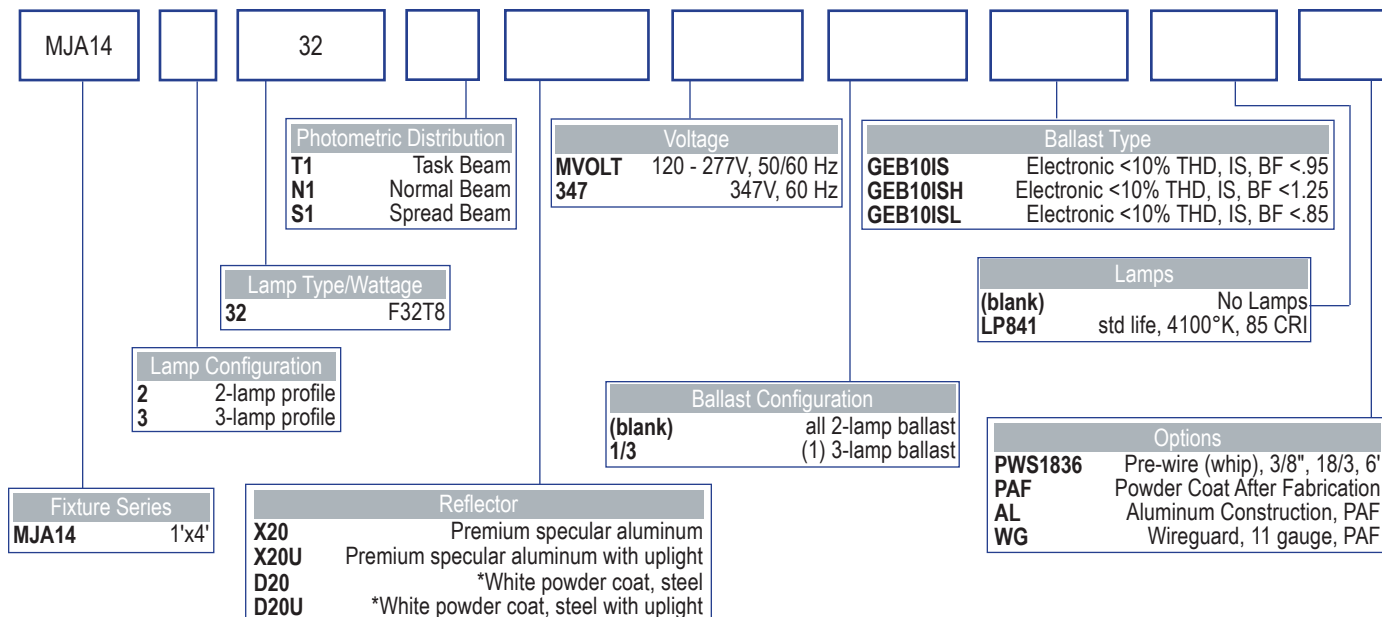 MJA14
32
Photometric Distribution
T1 Task Beam
N1 Normal Beam
S1 Spread Beam
Voltage
MVOLT 120 - 277V, 50/60 Hz
347 347V, 60 Hz
Ballast Type
GEB10IS Electronic <10% THD, IS, BF <.95
GEB10ISH Electronic <10% THD, IS, BF <1.25
GEB10ISL Electronic <10% THD, IS, BF <.85
Lamp Type/Wattage
32 F32T8
Lamps
(blank) No Lamps
LP841 std life, 4100°K, 85 CRI
Lamp Configuration
2 2-lamp profile
3 3-lamp profile
Ballast Configuration
(blank) all 2-lamp ballast
1/3 (1) 3-lamp ballast
Options
PWS1836 Pre-wire (whip), 3/8", 18/3, 6'
PAF Powder Coat After Fabrication
AL Aluminum Construction, PAF
WG Wireguard, 11 gauge, PAF
Fixture Series
MJA14 1'x4'
Reflector
X20 Premium specular aluminum
X20U Premium specular aluminum with uplight
D20 *White powder coat, steel
D20U *White powder coat, steel with uplight